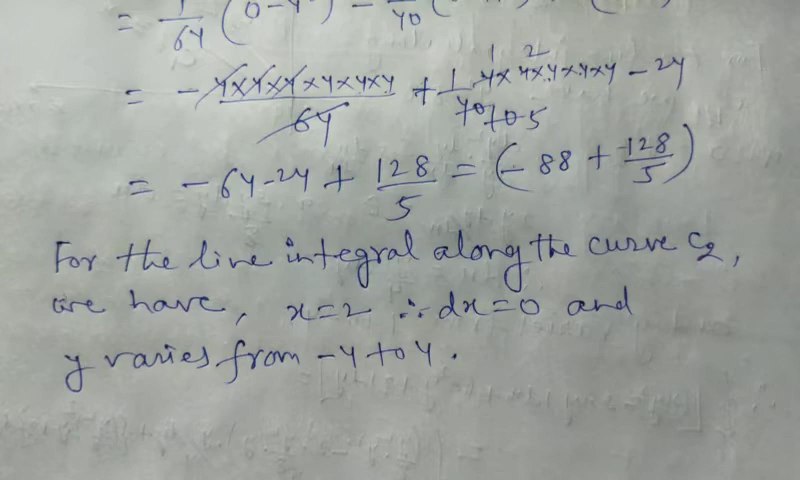 = 1/64 (0-4
= - 4×4×4×4×4×4/64 + 1/40 4×4×4×4×4 - 24
= - 64-24 + 128/5 = (- 88 + 128/5)
For the line integral along the curve C2,
we have, x=2 ∴ dx=0 and
y varies from -4 to 4.